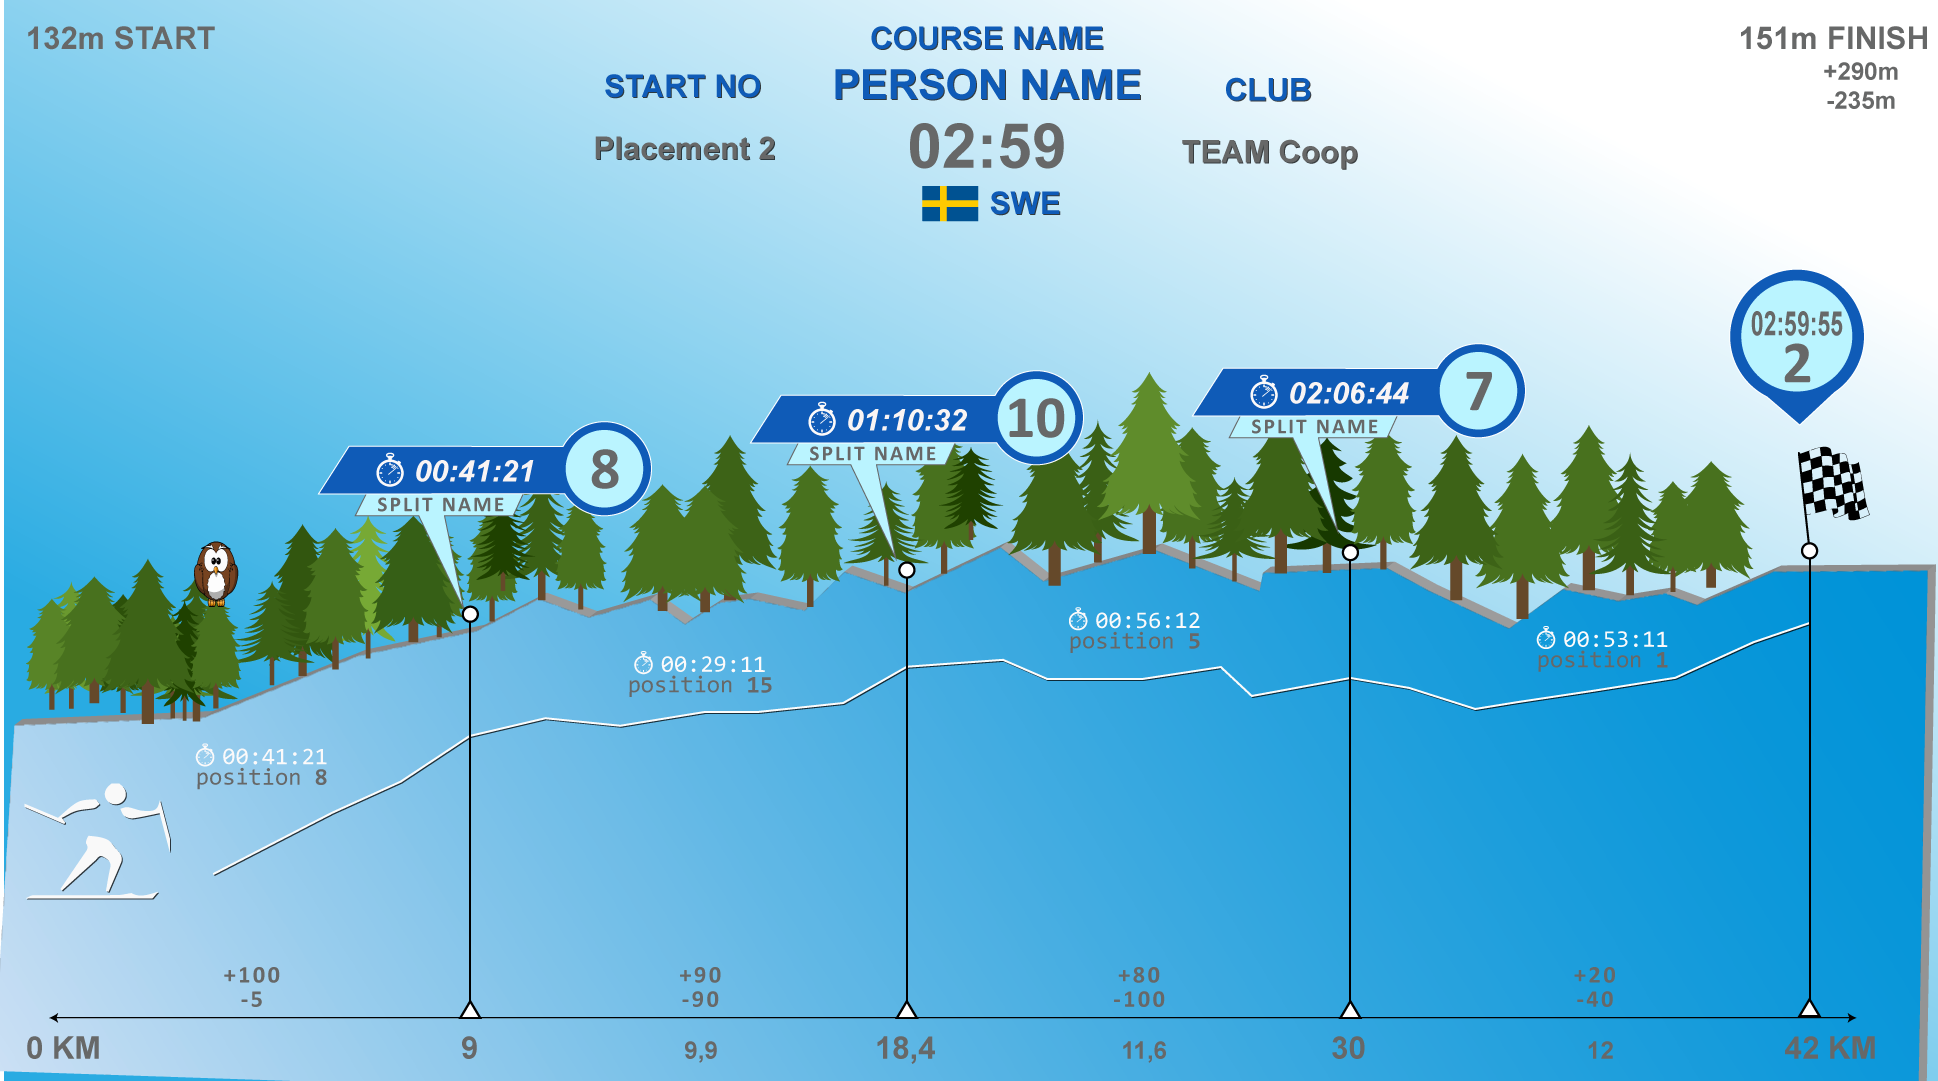 132m START
COURSE NAME
151m FINISH
+290m
-235m
START NO
PERSON NAME
CLUB
Placement 2
02:59
TEAM Coop
SWE
02:59:55
2
02:06:44
7
SPLIT NAME
01:10:32
10
SPLIT NAME
00:41:21
8
SPLIT NAME
00:41:21
position 8
00:29:11
position 15
00:56:12
position 5
00:53:11
position 1
+100
-5
+90
-90
+80
-100
+20
-40
0 KM
9
9,9
18,4
11,6
30
12
42 KM